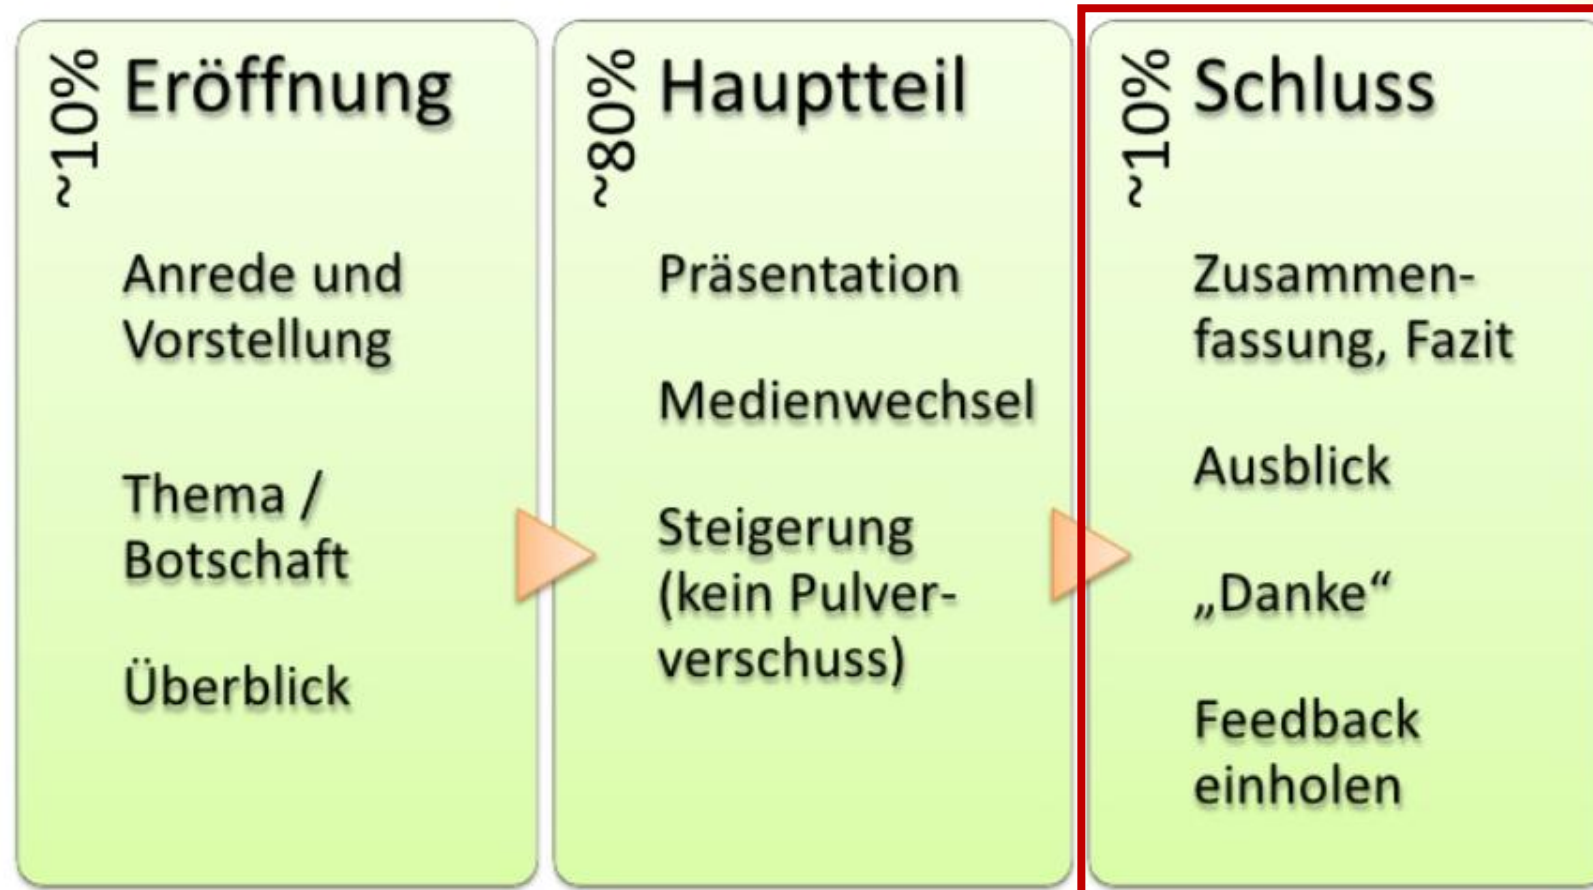 ~10%
Eröffnung
Anrede und
Vorstellung
Thema /
Botschaft
Überblick
~80%
Hauptteil
Präsentation
Medienwechsel
Steigerung
(kein Pulver-
verschuss)
~10%
Schluss
Zusammen-
fassung, Fazit
Ausblick
„Danke“
Feedback
einholen